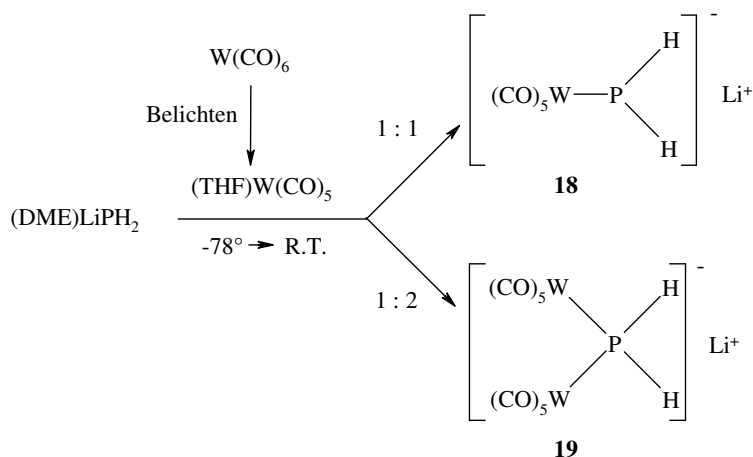 W(CO)6
Belichten
(THF)W(CO)5
(DME)LiPH2
-78° → R.T.
1 : 1
1 : 2
(CO)5W P H H - Li+
18
(CO)5W (CO)5W P H H - Li+
19